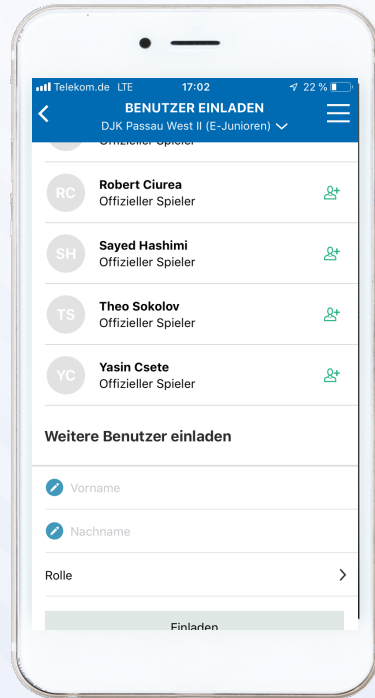 Telekom.de LTE 17:02 22 %
BENUTZER EINLADEN
DJK Passau West II (E-Junioren)
Offizieller Spieler
RC Robert Ciurea
Offizieller Spieler
SH Sayed Hashimi
Offizieller Spieler
TS Theo Sokolov
Offizieller Spieler
YC Yasin Csete
Offizieller Spieler
Weitere Benutzer einladen
Vorname
Nachname
Rolle
Einladen